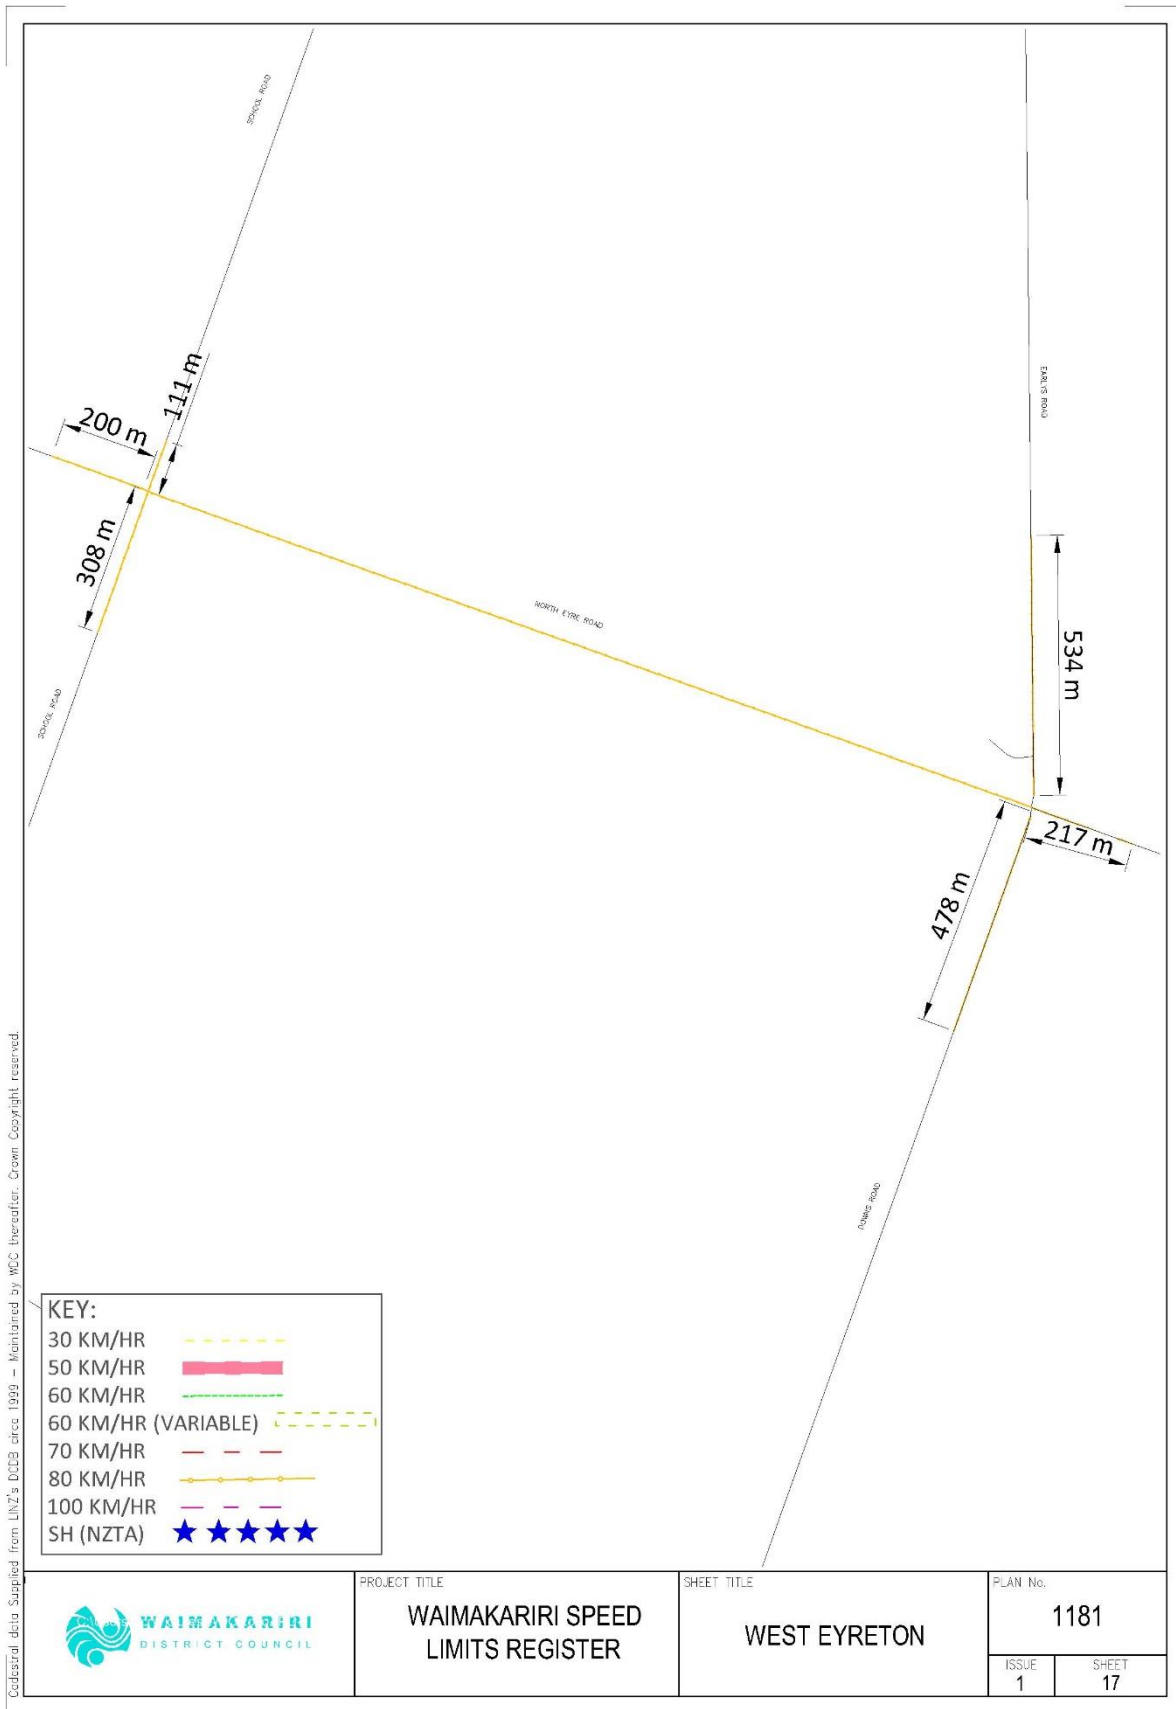 SCHOOL ROAD
111 m
200 m
EARLYS ROAD
308 m
NORTH EYRE ROAD
534 m
SCHOOL ROAD
217 m
478 m
DOWNS ROAD
Cadastral data Supplied from LINZ's DCDB circa 1999 – Maintained by WDC thereafter. Crown Copyright reserved.
KEY:
30 KM/HR
50 KM/HR
60 KM/HR
60 KM/HR (VARIABLE)
70 KM/HR
80 KM/HR
100 KM/HR
SH (NZTA)
WAIMAKARIRI
DISTRICT COUNCIL
PROJECT TITLE
WAIMAKARIRI SPEED
LIMITS REGISTER
SHEET TITLE
WEST EYRETON
PLAN No.
1181
ISSUE
1
SHEET
17